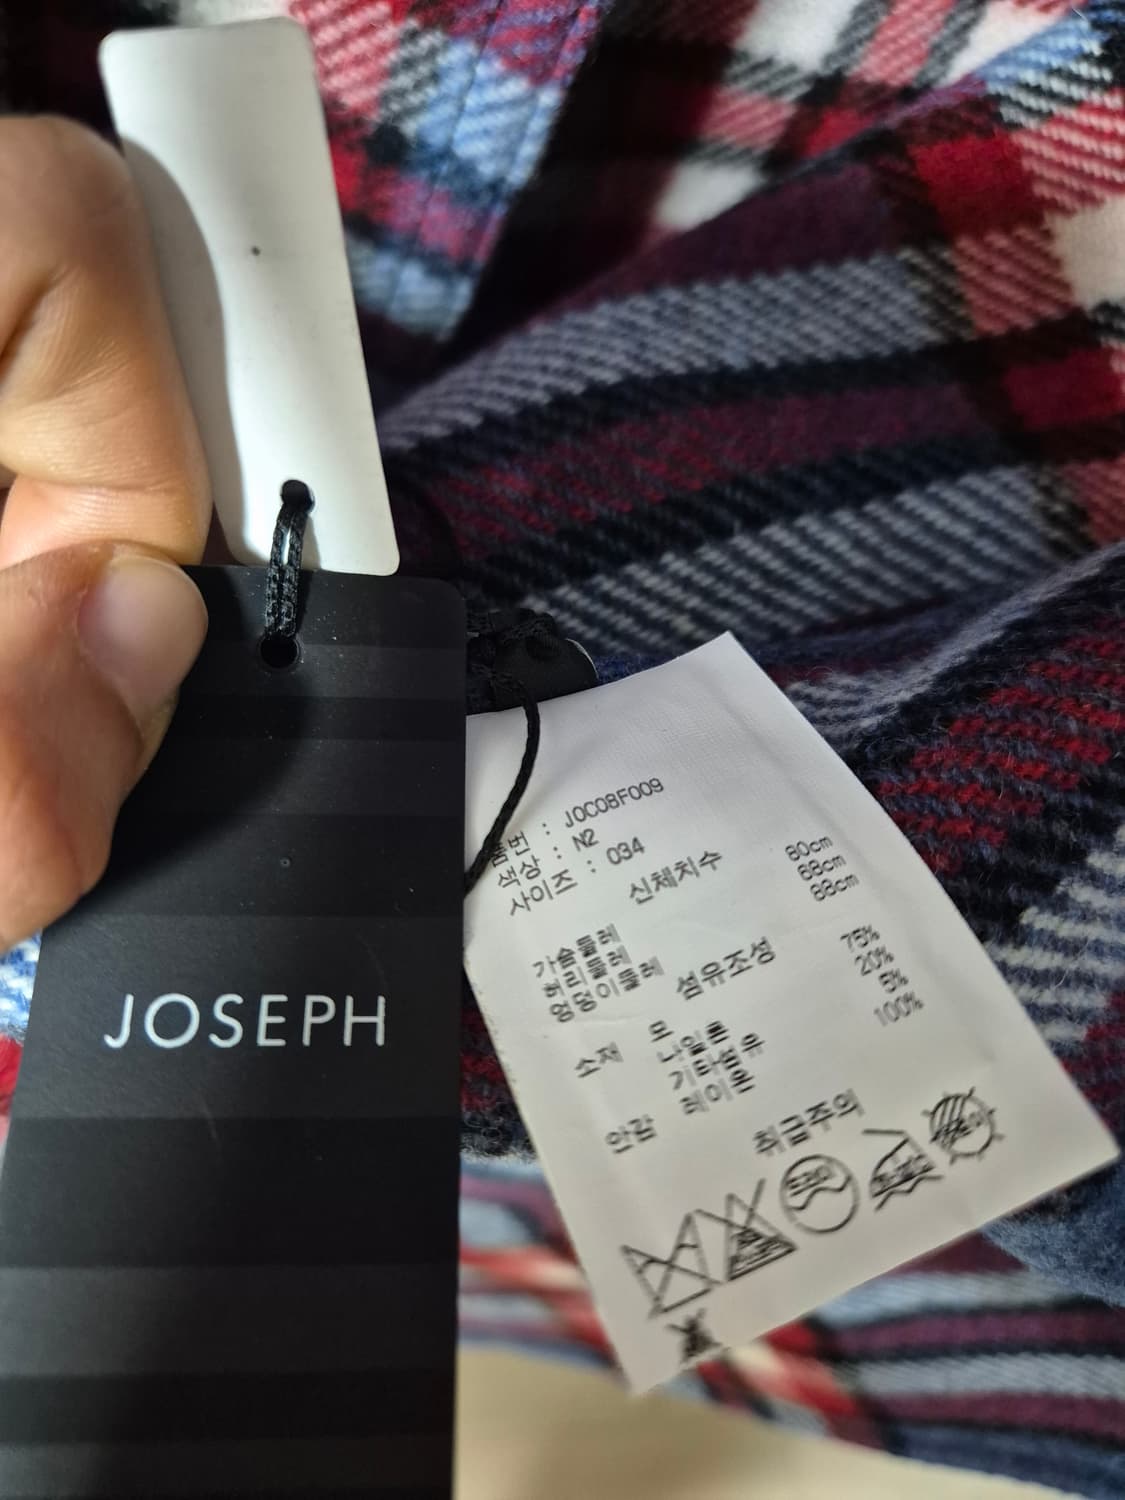 JOSEPH
품번 : JOC08F009
색상 : N2
사이즈 : 034
신체치수
가슴둘레 80cm
허리둘레 68cm
엉덩이둘레 88cm
섬유조성
소재 모 75%
나일론 20%
기타섬유 5%
안감 레이온 100%
취급주의